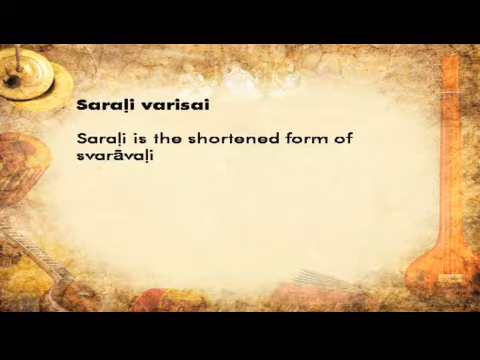 Saraḷi varisai
Saraḷi is the shortened form of
svarāvaḷi